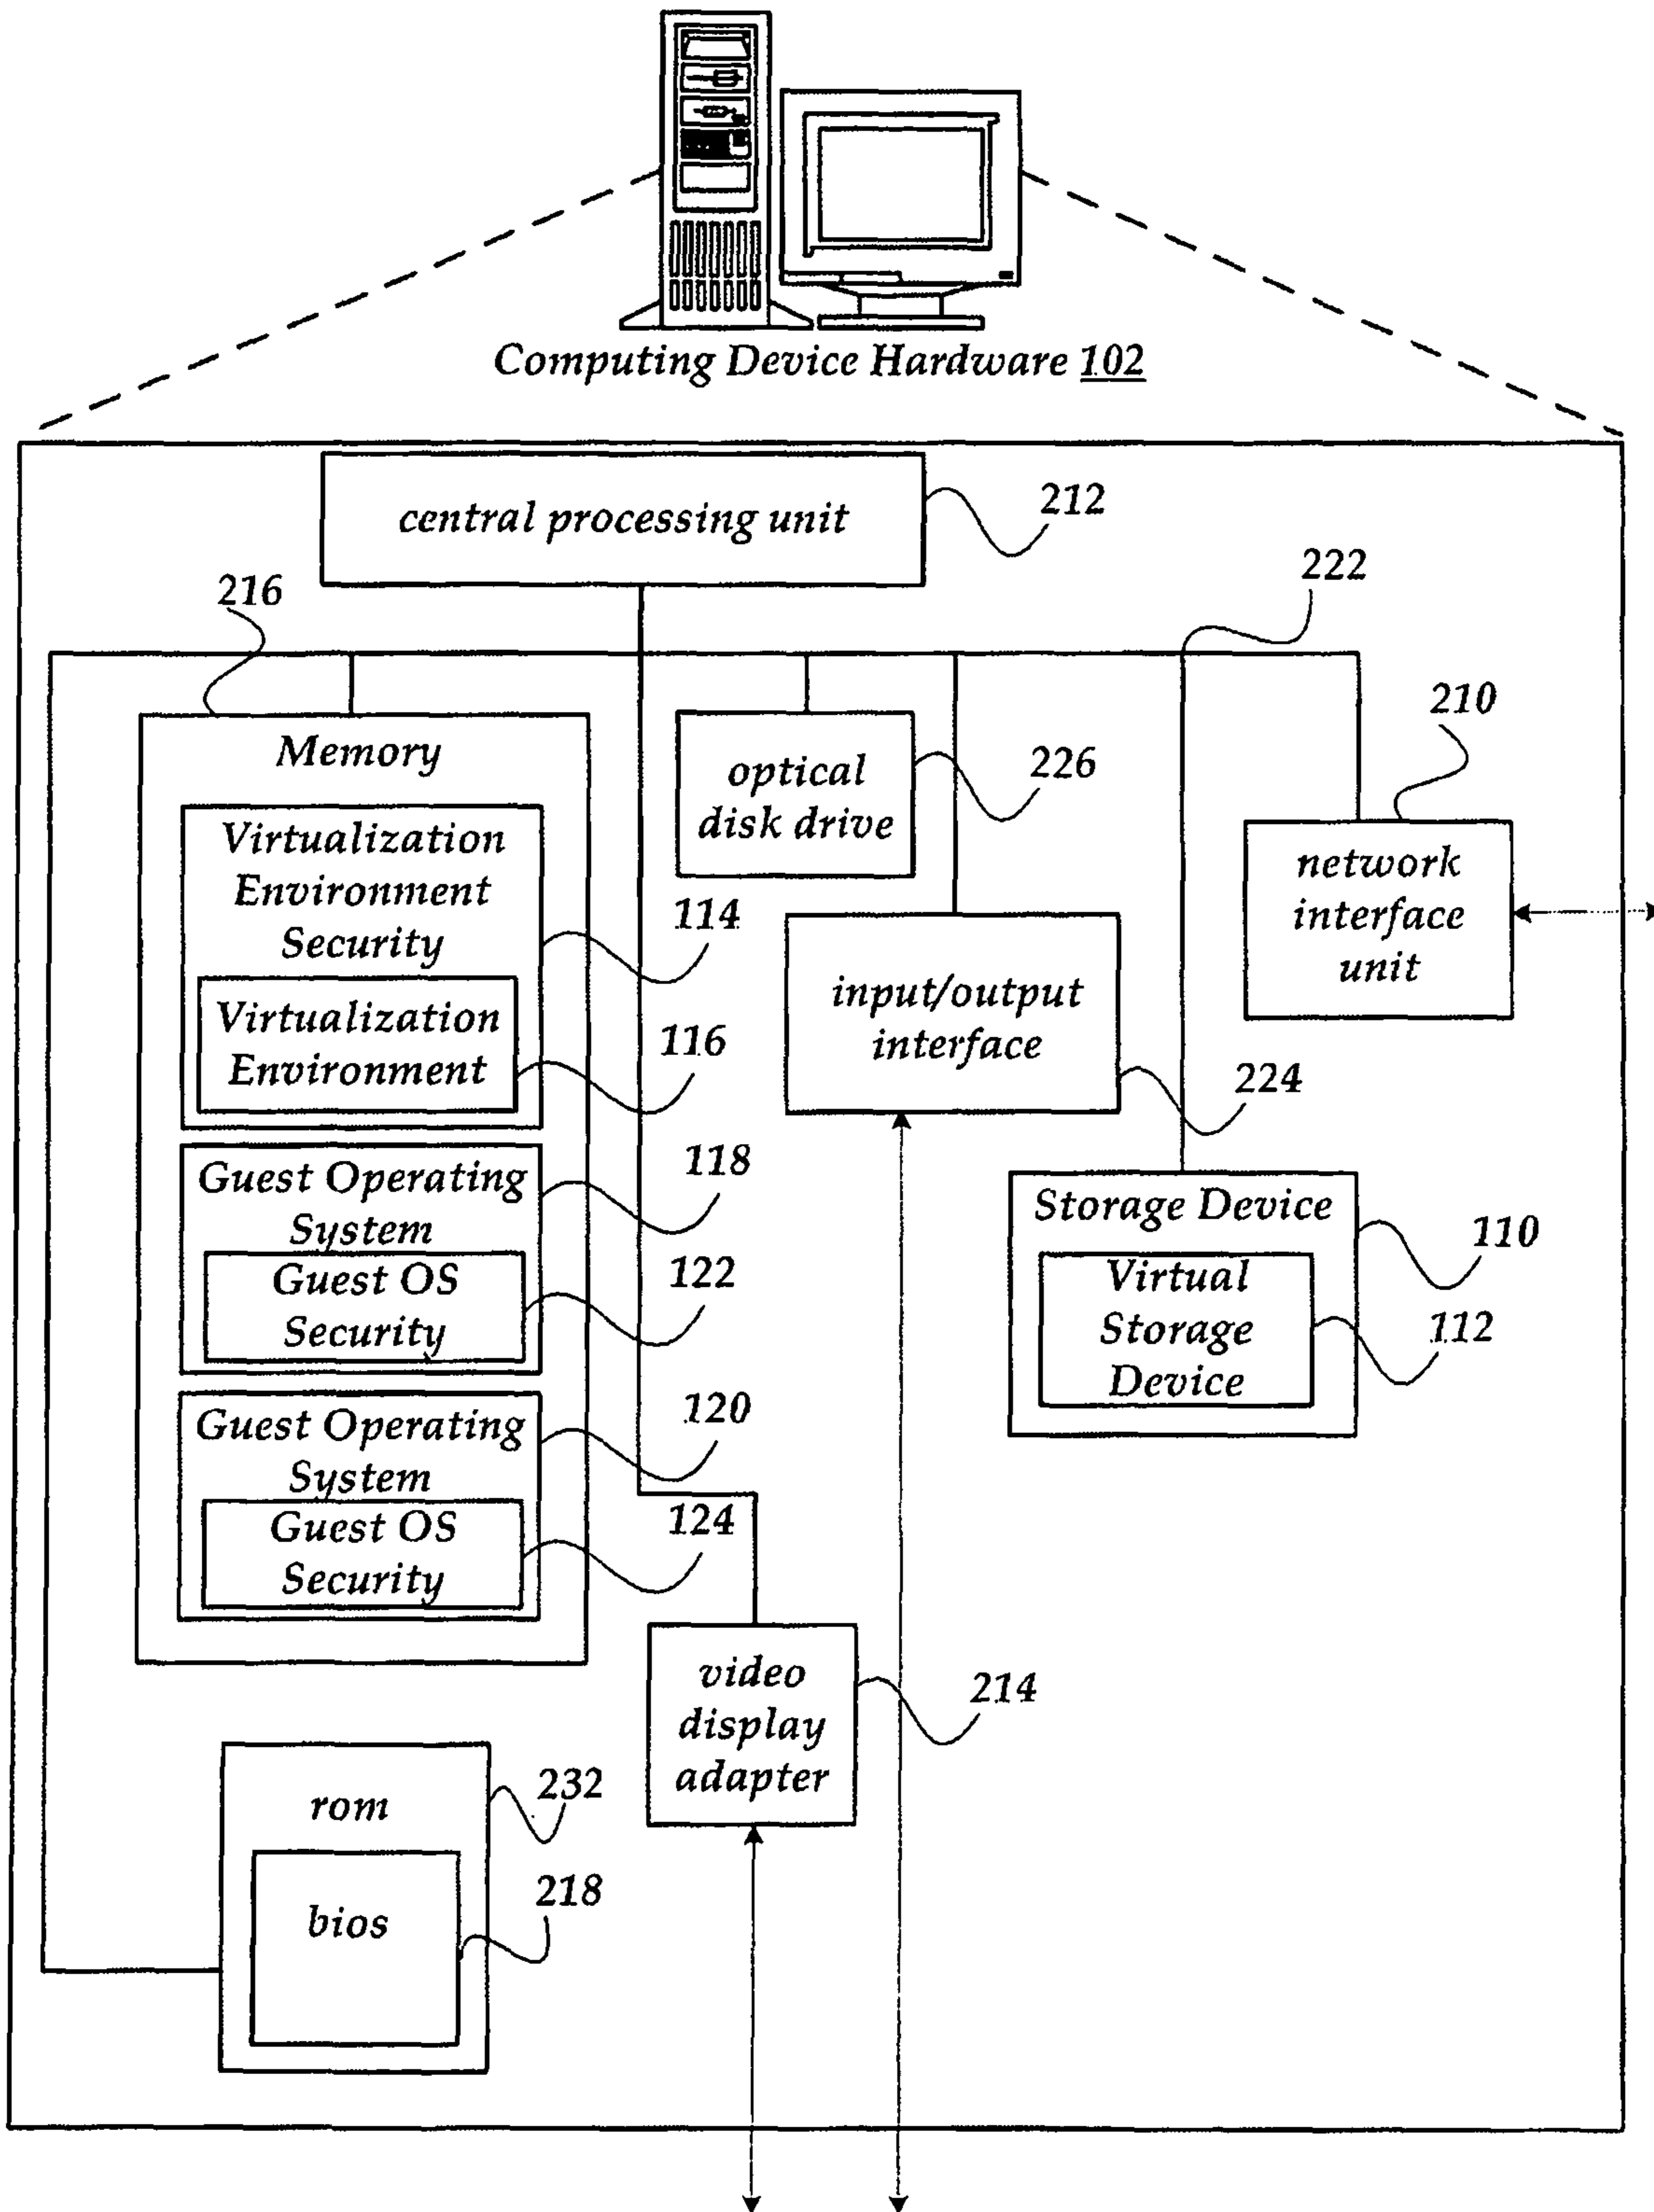 Computing Device Hardware 102
central processing unit
212
222
216
210
Memory
optical
disk drive
226
Virtualization
Environment
Security
114
network
interface
unit
Virtualization
Environment
116
input/output
interface
224
Guest Operating
System
118
Storage Device
110
Guest OS
Security
122
Virtual
Storage
Device
112
Guest Operating
System
120
Guest OS
Security
124
video
display
adapter
214
rom
232
bios
218